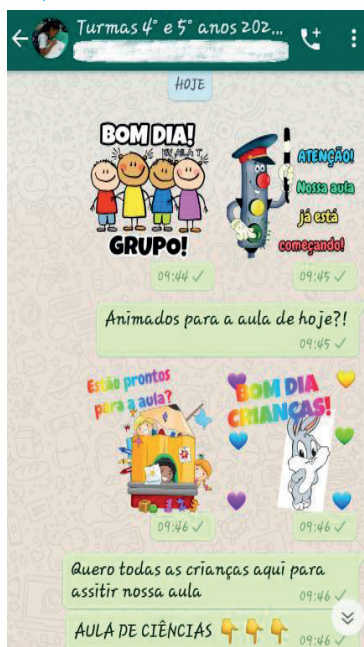 Turmas 4° e 5° anos 202...
HOJE
BOM DIA!
GRUPO!
09:44
ATENÇÃO!
Nossa aula
já está
começando!
09:45
Animados para a aula de hoje?!
09:45
Estão prontos
para a aula?
09:46
BOM DIA
CRIANÇAS!
09:46
Quero todas as crianças aqui para
assitir nossa aula
09:46
AULA DE CIÊNCIAS 👇👇👇
09:46